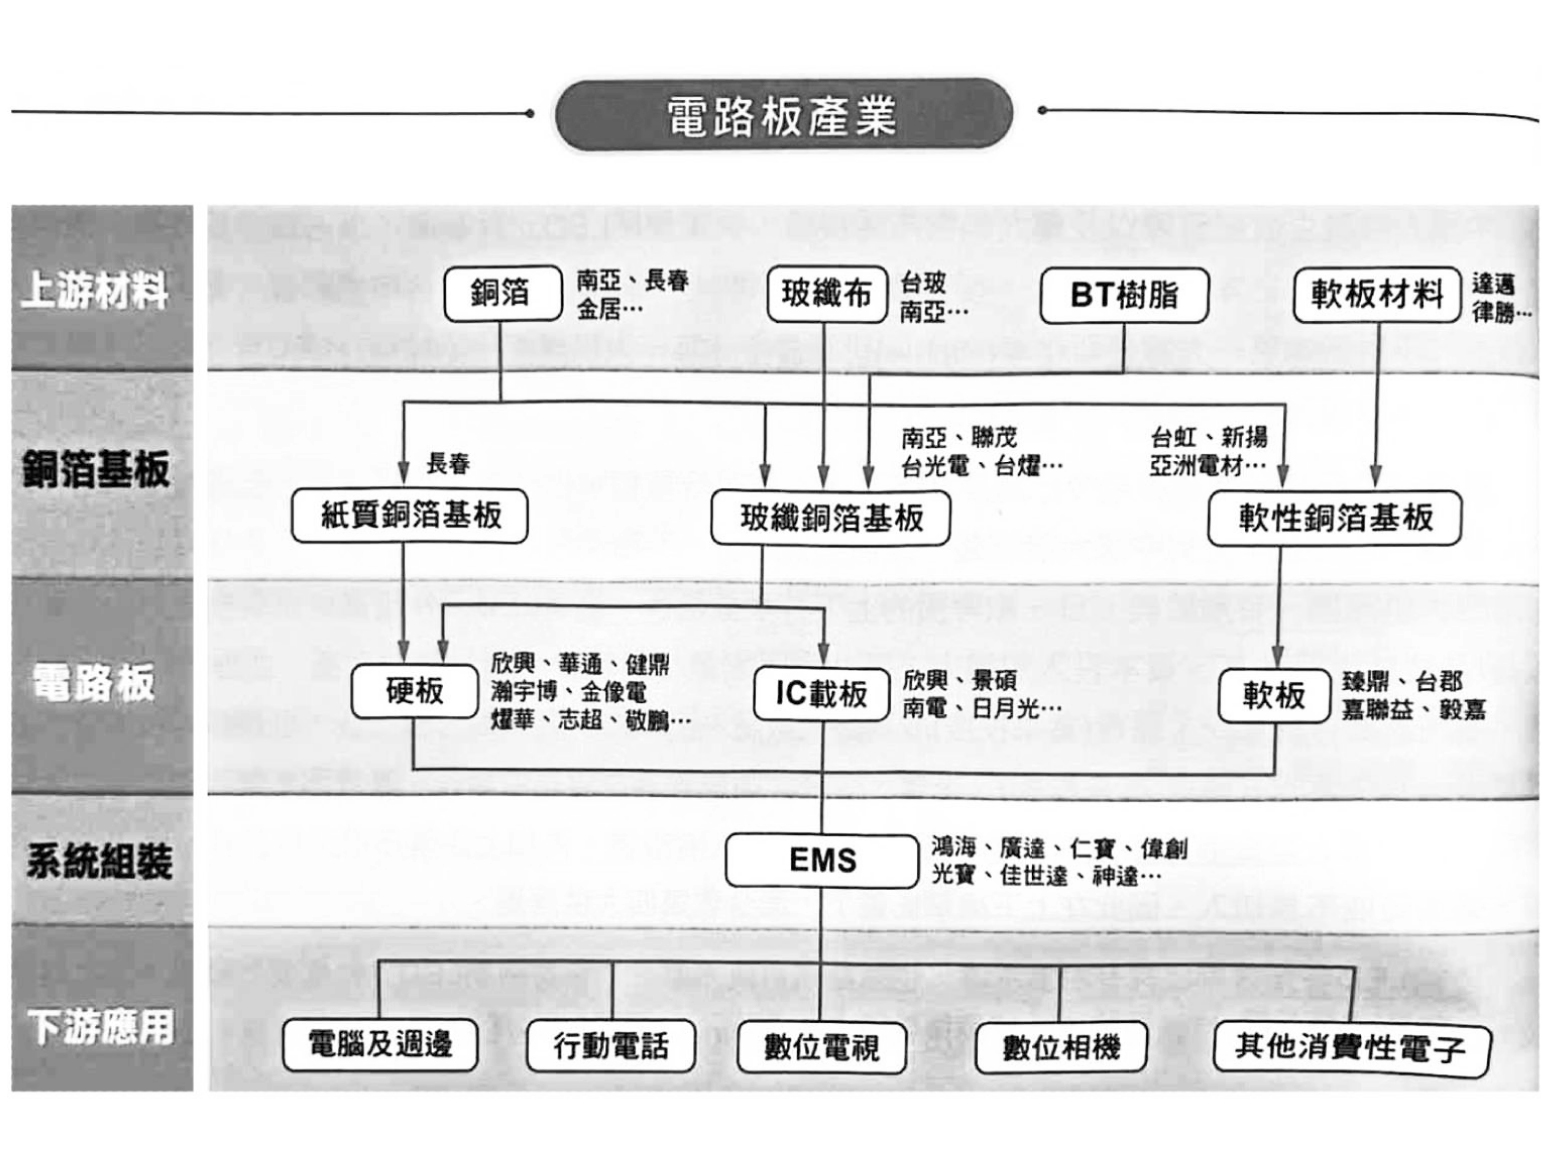 電路板產業
上游材料
銅箔
南亞、長春
金居…
玻纖布
台玻
南亞…
BT樹脂
軟板材料
達邁
律勝…
銅箔基板
長春
南亞、聯茂
台光電、台燿…
台虹、新揚
亞洲電材…
紙質銅箔基板
玻纖銅箔基板
軟性銅箔基板
電路板
硬板
欣興、華通、健鼎
瀚宇博、金像電
燿華、志超、敬鵬…
IC載板
欣興、景碩
南電、日月光…
軟板
臻鼎、台郡
嘉聯益、毅嘉
系統組裝
EMS
鴻海、廣達、仁寶、偉創
光寶、佳世達、神達…
下游應用
電腦及週邊
行動電話
數位電視
數位相機
其他消費性電子